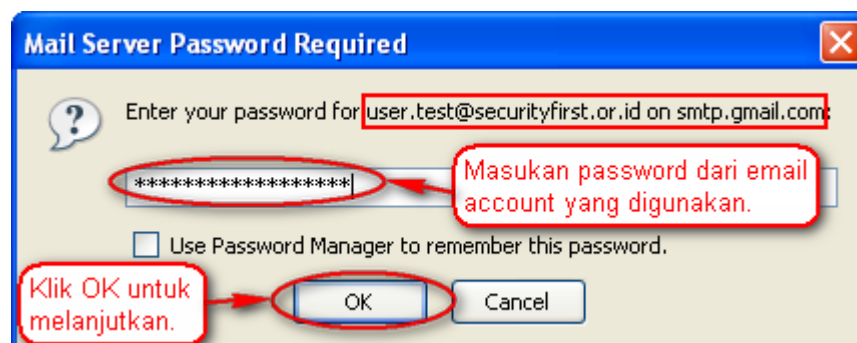 Mail Server Password Required
Enter your password for user.test@securityfirst.or.id on smtp.gmail.com:
******************
Masukan password dari email
account yang digunakan.
Use Password Manager to remember this password.
Klik OK untuk
melanjutkan.
OK
Cancel